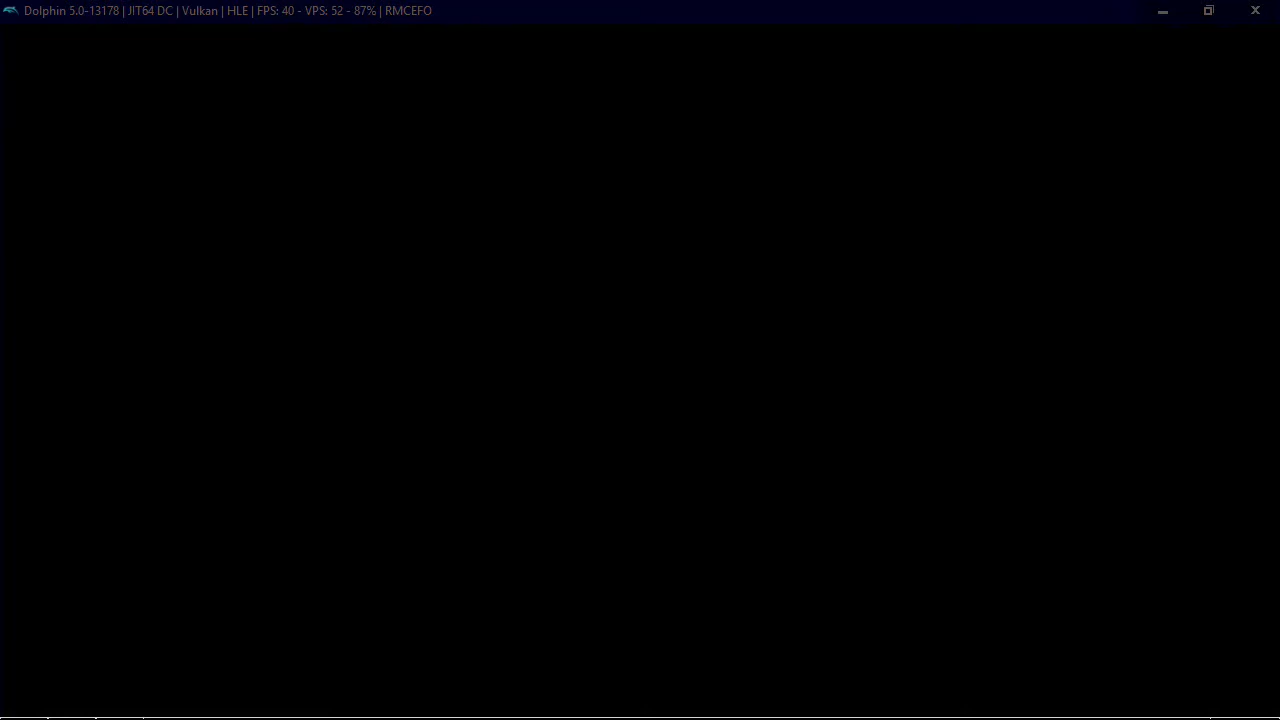 Dolphin 5.0-13178 | JIT64 DC | Vulkan | HLE | FPS: 40 - VPS: 52 - 87% | RMCEFO